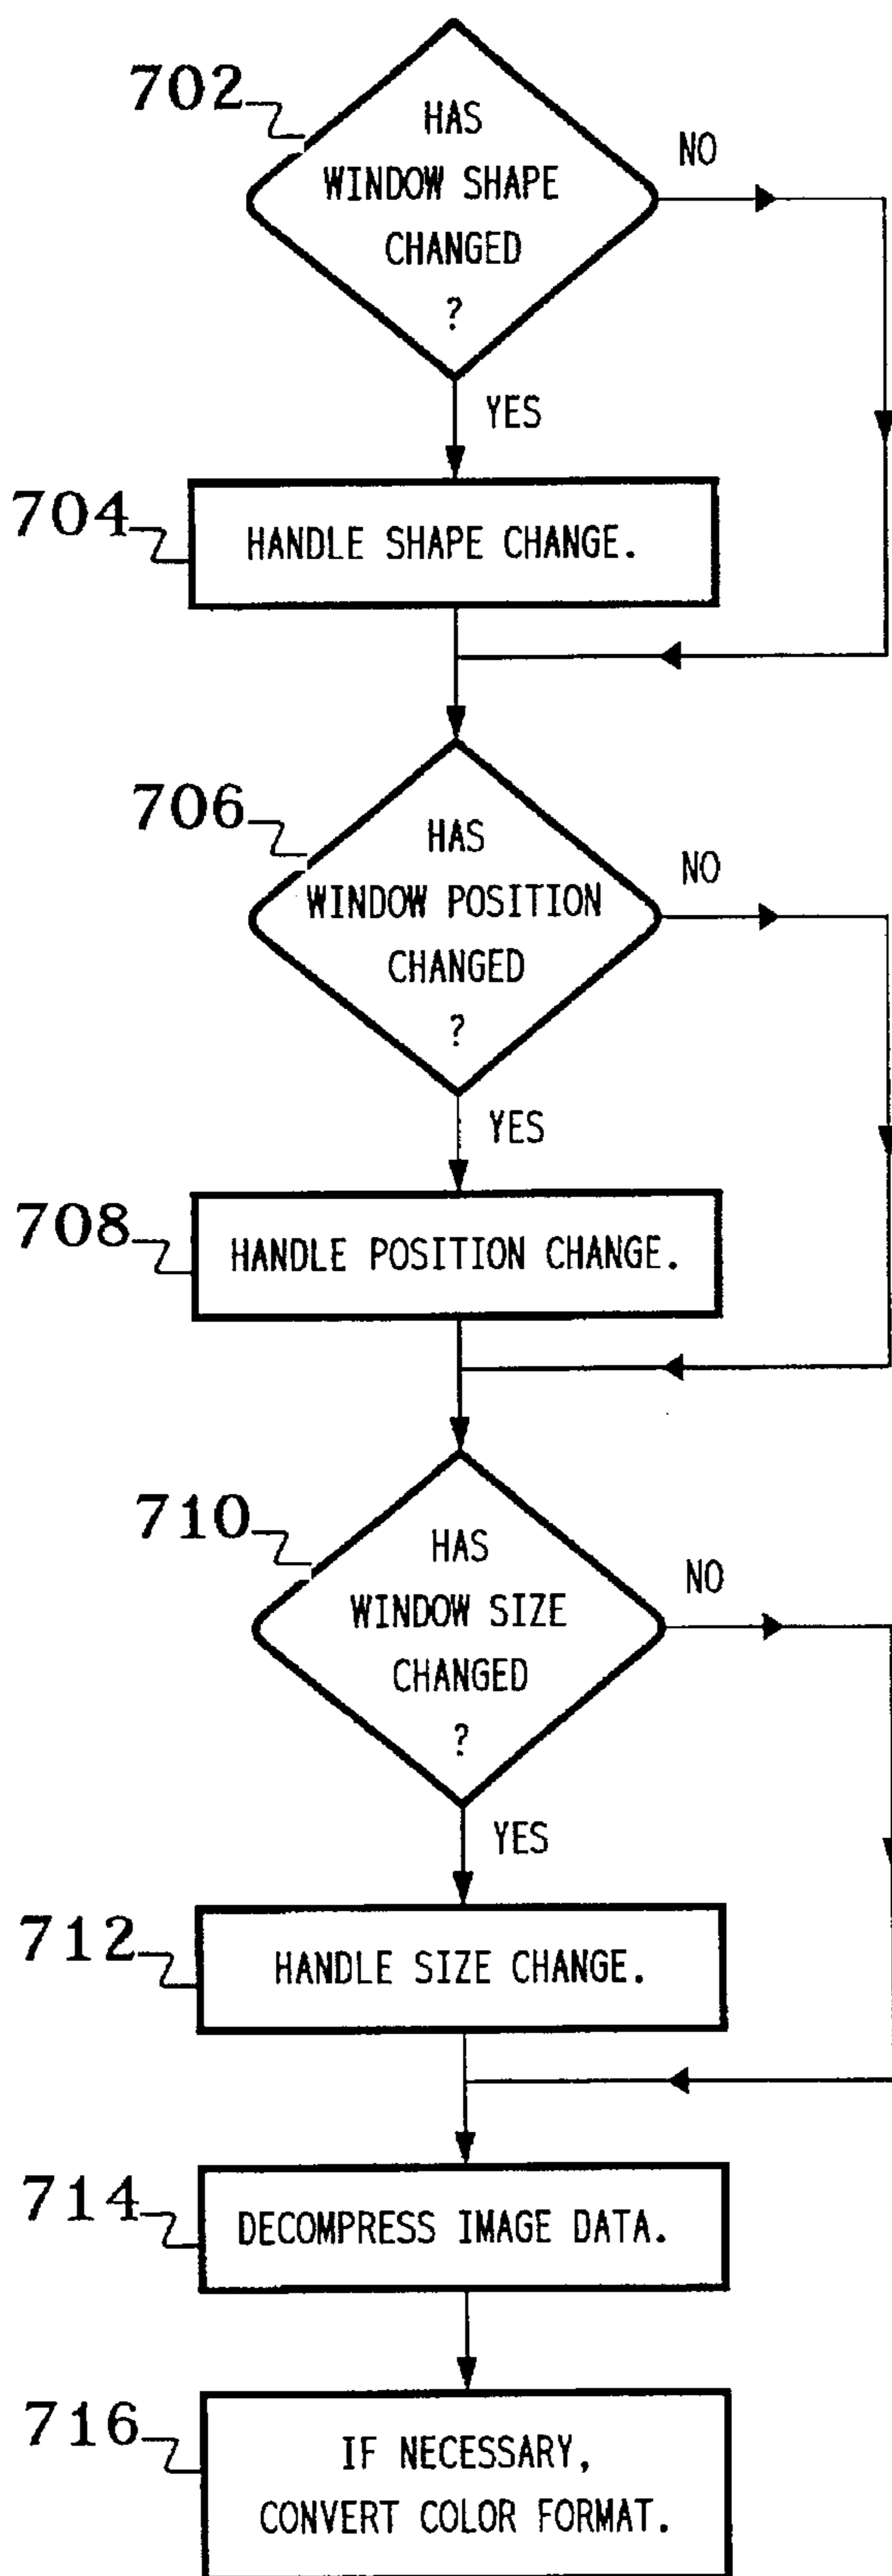 702
HAS
WINDOW SHAPE
CHANGED
?
NO
YES
704
HANDLE SHAPE CHANGE.
706
HAS
WINDOW POSITION
CHANGED
?
NO
YES
708
HANDLE POSITION CHANGE.
710
HAS
WINDOW SIZE
CHANGED
?
NO
YES
712
HANDLE SIZE CHANGE.
714
DECOMPRESS IMAGE DATA.
716
IF NECESSARY,
CONVERT COLOR FORMAT.